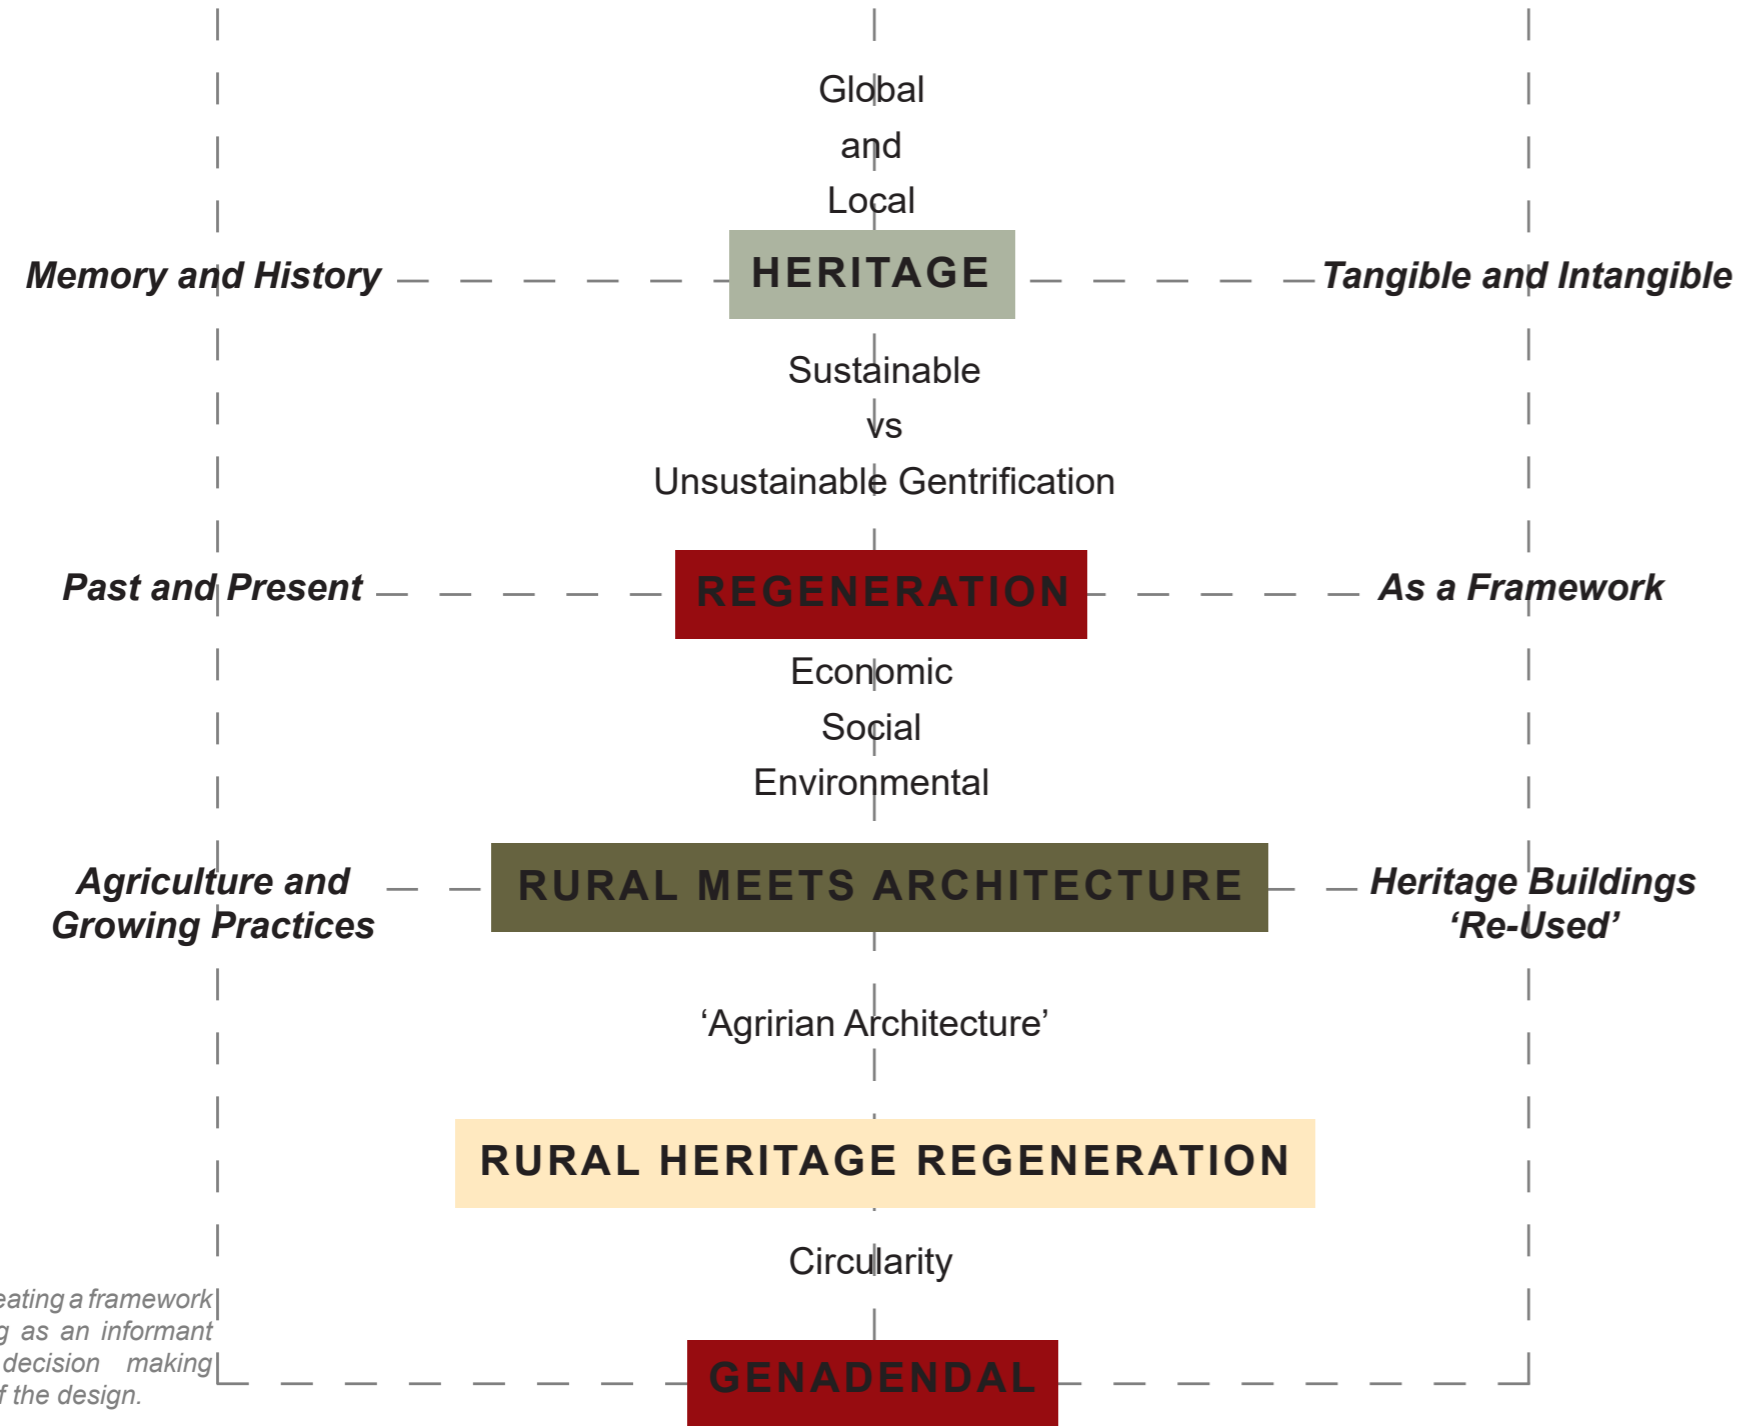 Global
and
Local
HERITAGE
Memory and History
Tangible and Intangible
Sustainable
vs
Unsustainable Gentrification
REGENERATION
Past and Present
As a Framework
Economic
Social
Environmental
RURAL MEETS ARCHITECTURE
Agriculture and
Growing Practices
Heritage Buildings
‘Re-Used’
‘Agririan Architecture’
RURAL HERITAGE REGENERATION
Circularity
a framework
as an informant
decision making
the design.
GENADENDAL